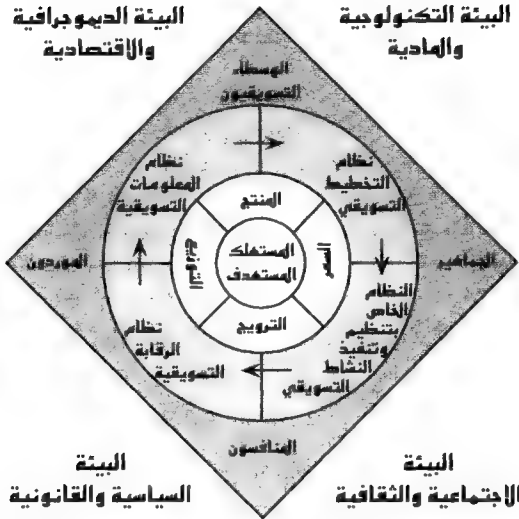 البيئة التكنولوجية
والمادية
البيئة الديموجرافية
والاقتصادية
الوسطاء
التسويقيون
نظام
التخطيط
التسويقي
نظام
المعلومات
التسويقية
المنتج
السعر
التوزيع
المستهلك
المستهدف
الترويج
الجماهير
الموردون
النظام
الخاص
بتنظيم
وتنفيذ
النشاط
التسويقي
نظام
الرقابة
التسويقية
المنافسون
البيئة
الاجتماعية والثقافية
البيئة
السياسية والقانونية